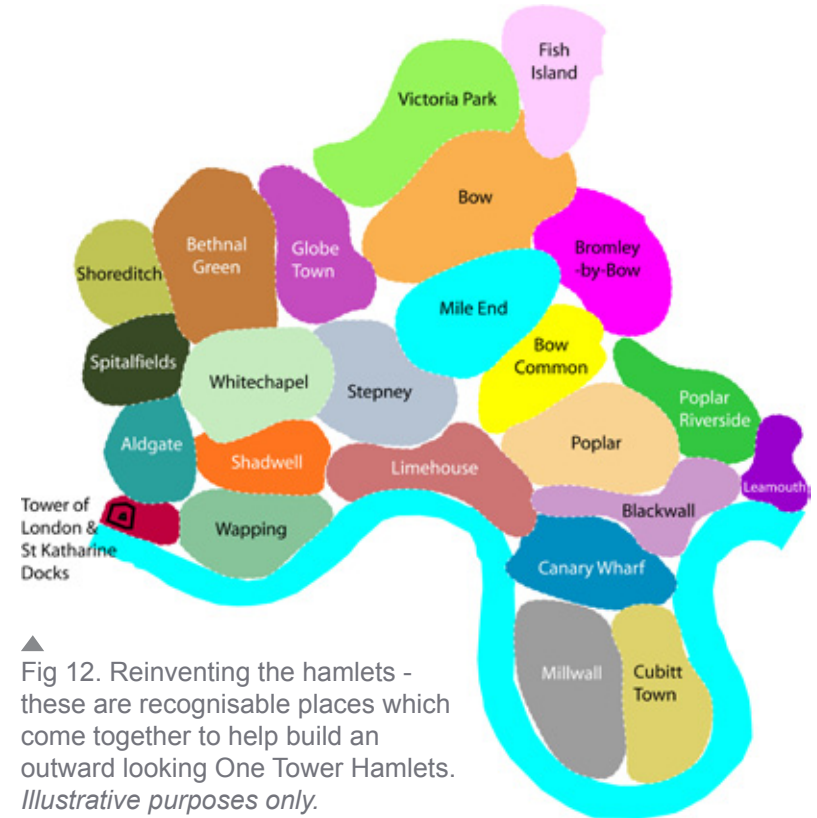 Fish
Island
Victoria Park
Bow
Bethnal
Green
Globe
Town
Bromley
-by-Bow
Shoreditch
Mile End
Bow
Common
Spitalfields
Whitechapel
Stepney
Poplar
Riverside
Aldgate
Shadwell
Limehouse
Poplar
Leamouth
Tower of
London &
St Katharine
Docks
Wapping
Blackwall
Canary Wharf
Millwall
Cubitt
Town
Fig 12. Reinventing the hamlets -
these are recognisable places which
come together to help build an
outward looking One Tower Hamlets.
Illustrative purposes only.